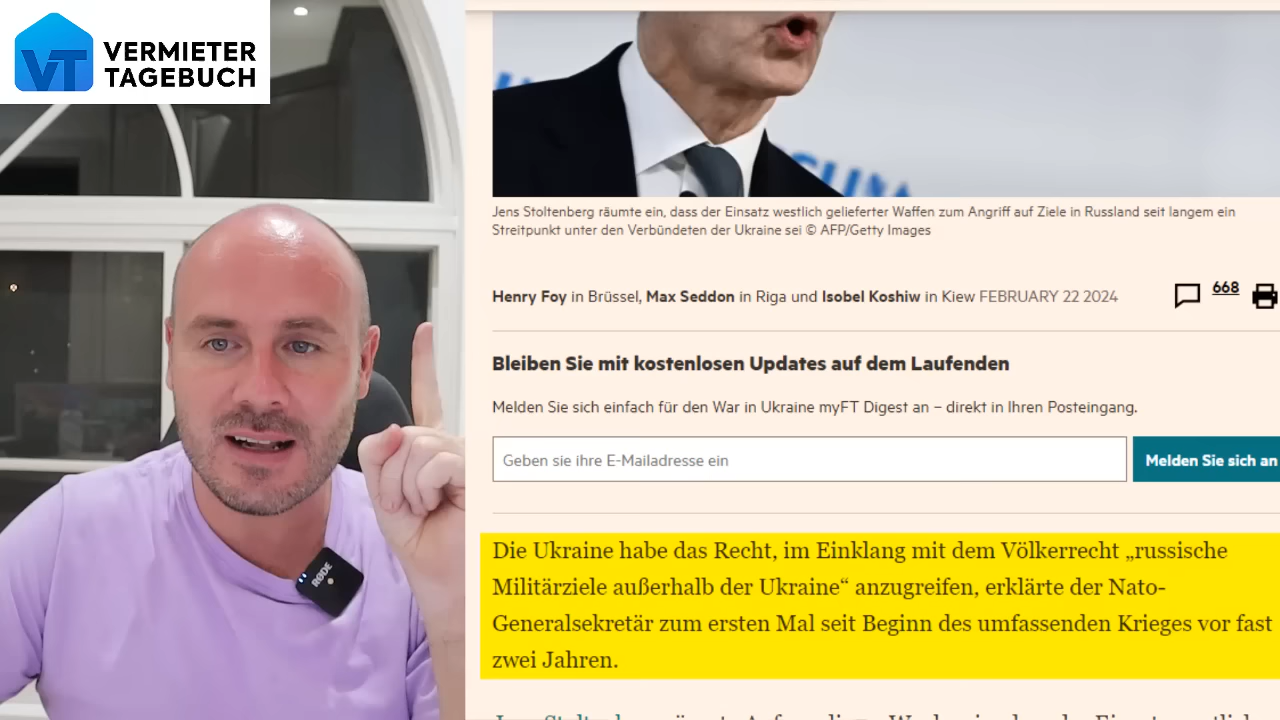 VERMIETER
TAGEBUCH
VT
Jens Stoltenberg räumte ein, dass der Einsatz westlich gelieferter Waffen zum Angriff auf Ziele in Russland seit langem ein
Streitpunkt unter den Verbündeten der Ukraine sei © AFP/Getty Images
Henry Foy in Brüssel, Max Seddon in Riga und Isobel Koshiw in Kiew FEBRUARY 22 2024
668
Bleiben Sie mit kostenlosen Updates auf dem Laufenden
Melden Sie sich einfach für den War in Ukraine myFT Digest an – direkt in Ihren Posteingang.
Geben sie ihre E-Mailadresse ein
Melden Sie sich an
Die Ukraine habe das Recht, im Einklang mit dem Völkerrecht „russische
Militärziele außerhalb der Ukraine“ anzugreifen, erklärte der Nato-
Generalsekretär zum ersten Mal seit Beginn des umfassenden Krieges vor fast
zwei Jahren.
RØDE